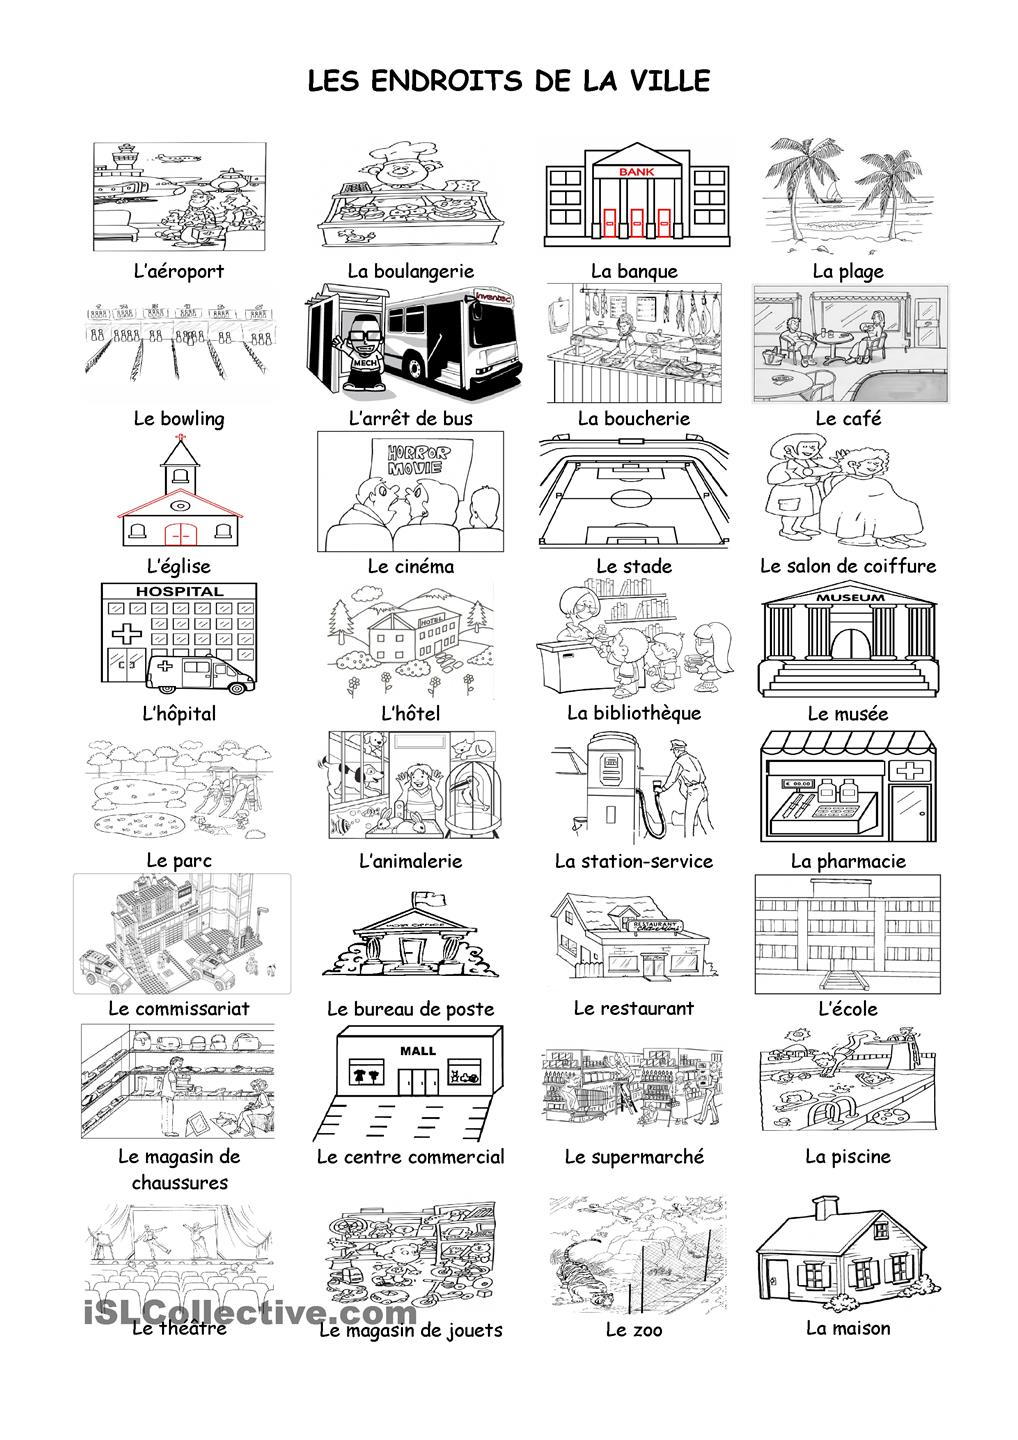 LES ENDROITS DE LA VILLE
BANK
L'aéroport
La boulangerie
La banque
La plage
inventec
MECH
Le bowling
L'arrêt de bus
La boucherie
Le café
HORROR
MOVIE
L'église
Le cinéma
Le stade
Le salon de coiffure
HOSPITAL
HOTEL
MUSEUM
L'hôpital
L'hôtel
La bibliothèque
Le musée
Le parc
L'animalerie
La station-service
La pharmacie
RESTAURANT
Le commissariat
Le bureau de poste
Le restaurant
L'école
MALL
Le magasin de
chaussures
Le centre commercial
Le supermarché
La piscine
iSLCollective.com
Le théâtre
Le magasin de jouets
Le zoo
La maison